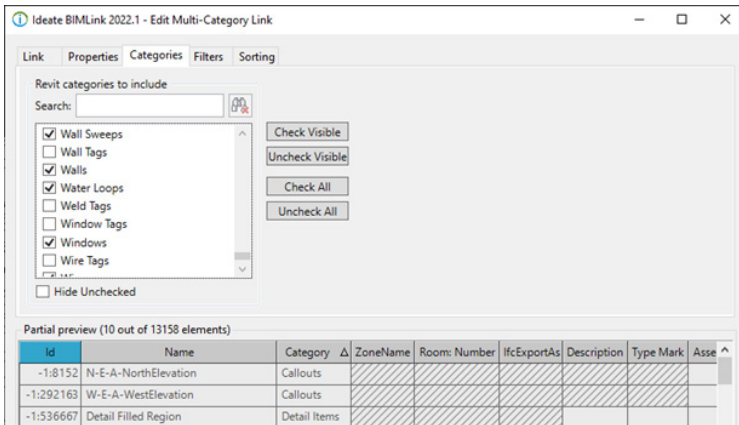 Ideate BIMLink 2022.1 - Edit Multi-Category Link
Link Properties Categories Filters Sorting
Revit categories to include
Search:
Wall Sweeps
Check Visible
Wall Tags
Uncheck Visible
Walls
Water Loops
Check All
Weld Tags
Uncheck All
Window Tags
Windows
Wire Tags
Hide Unchecked
Partial preview (10 out of 13158 elements)
Id Name Category ZoneName Room: Number IfcExportAs Description Type Mark Asse
-1:8152 N-E-A-NorthElevation Callouts
-1:292163 W-E-A-WestElevation Callouts
-1:536667 Detail Filled Region Detail Items